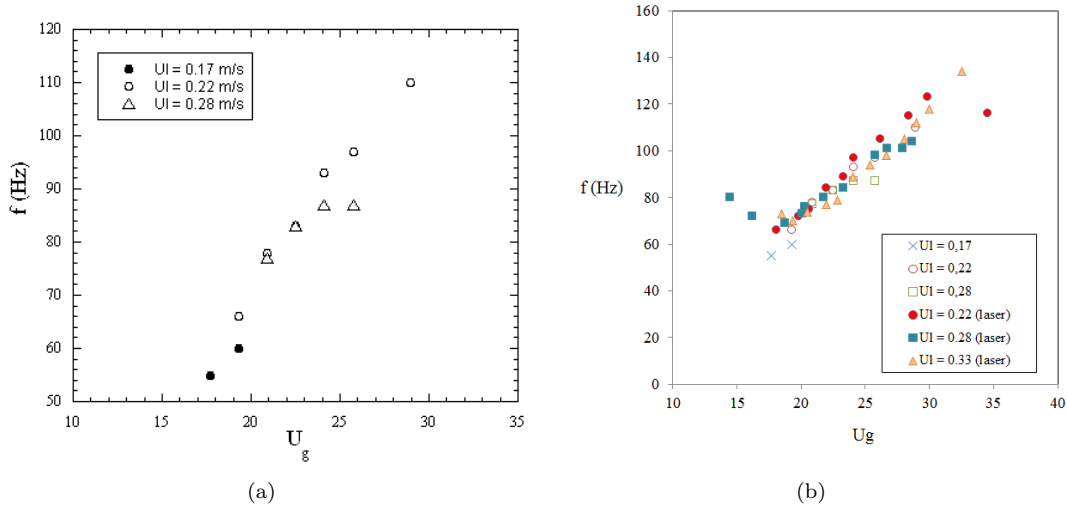 120
110
100
90
80
70
60
50
f (Hz)
Ul = 0.17 m/s
Ul = 0.22 m/s
Ul = 0.28 m/s
10 15 20 25 30 35
U_g
(a)
160
140
120
100
80
60
40
20
0
f (Hz)
Ul = 0,17
Ul = 0,22
Ul = 0,28
Ul = 0.22 (laser)
Ul = 0.28 (laser)
Ul = 0.33 (laser)
10 15 20 25 30 35 40
Ug
(b)